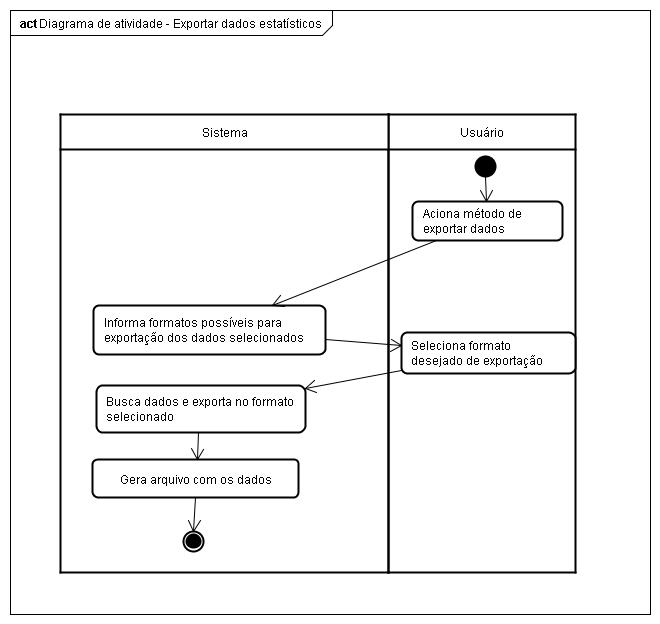 act Diagrama de atividade - Exportar dados estatísticos
Sistema
Usuário
Aciona método de
exportar dados
Informa formatos possíveis para
exportação dos dados selecionados
Seleciona formato
desejado de exportação
Busca dados e exporta no formato
selecionado
Gera arquivo com os dados